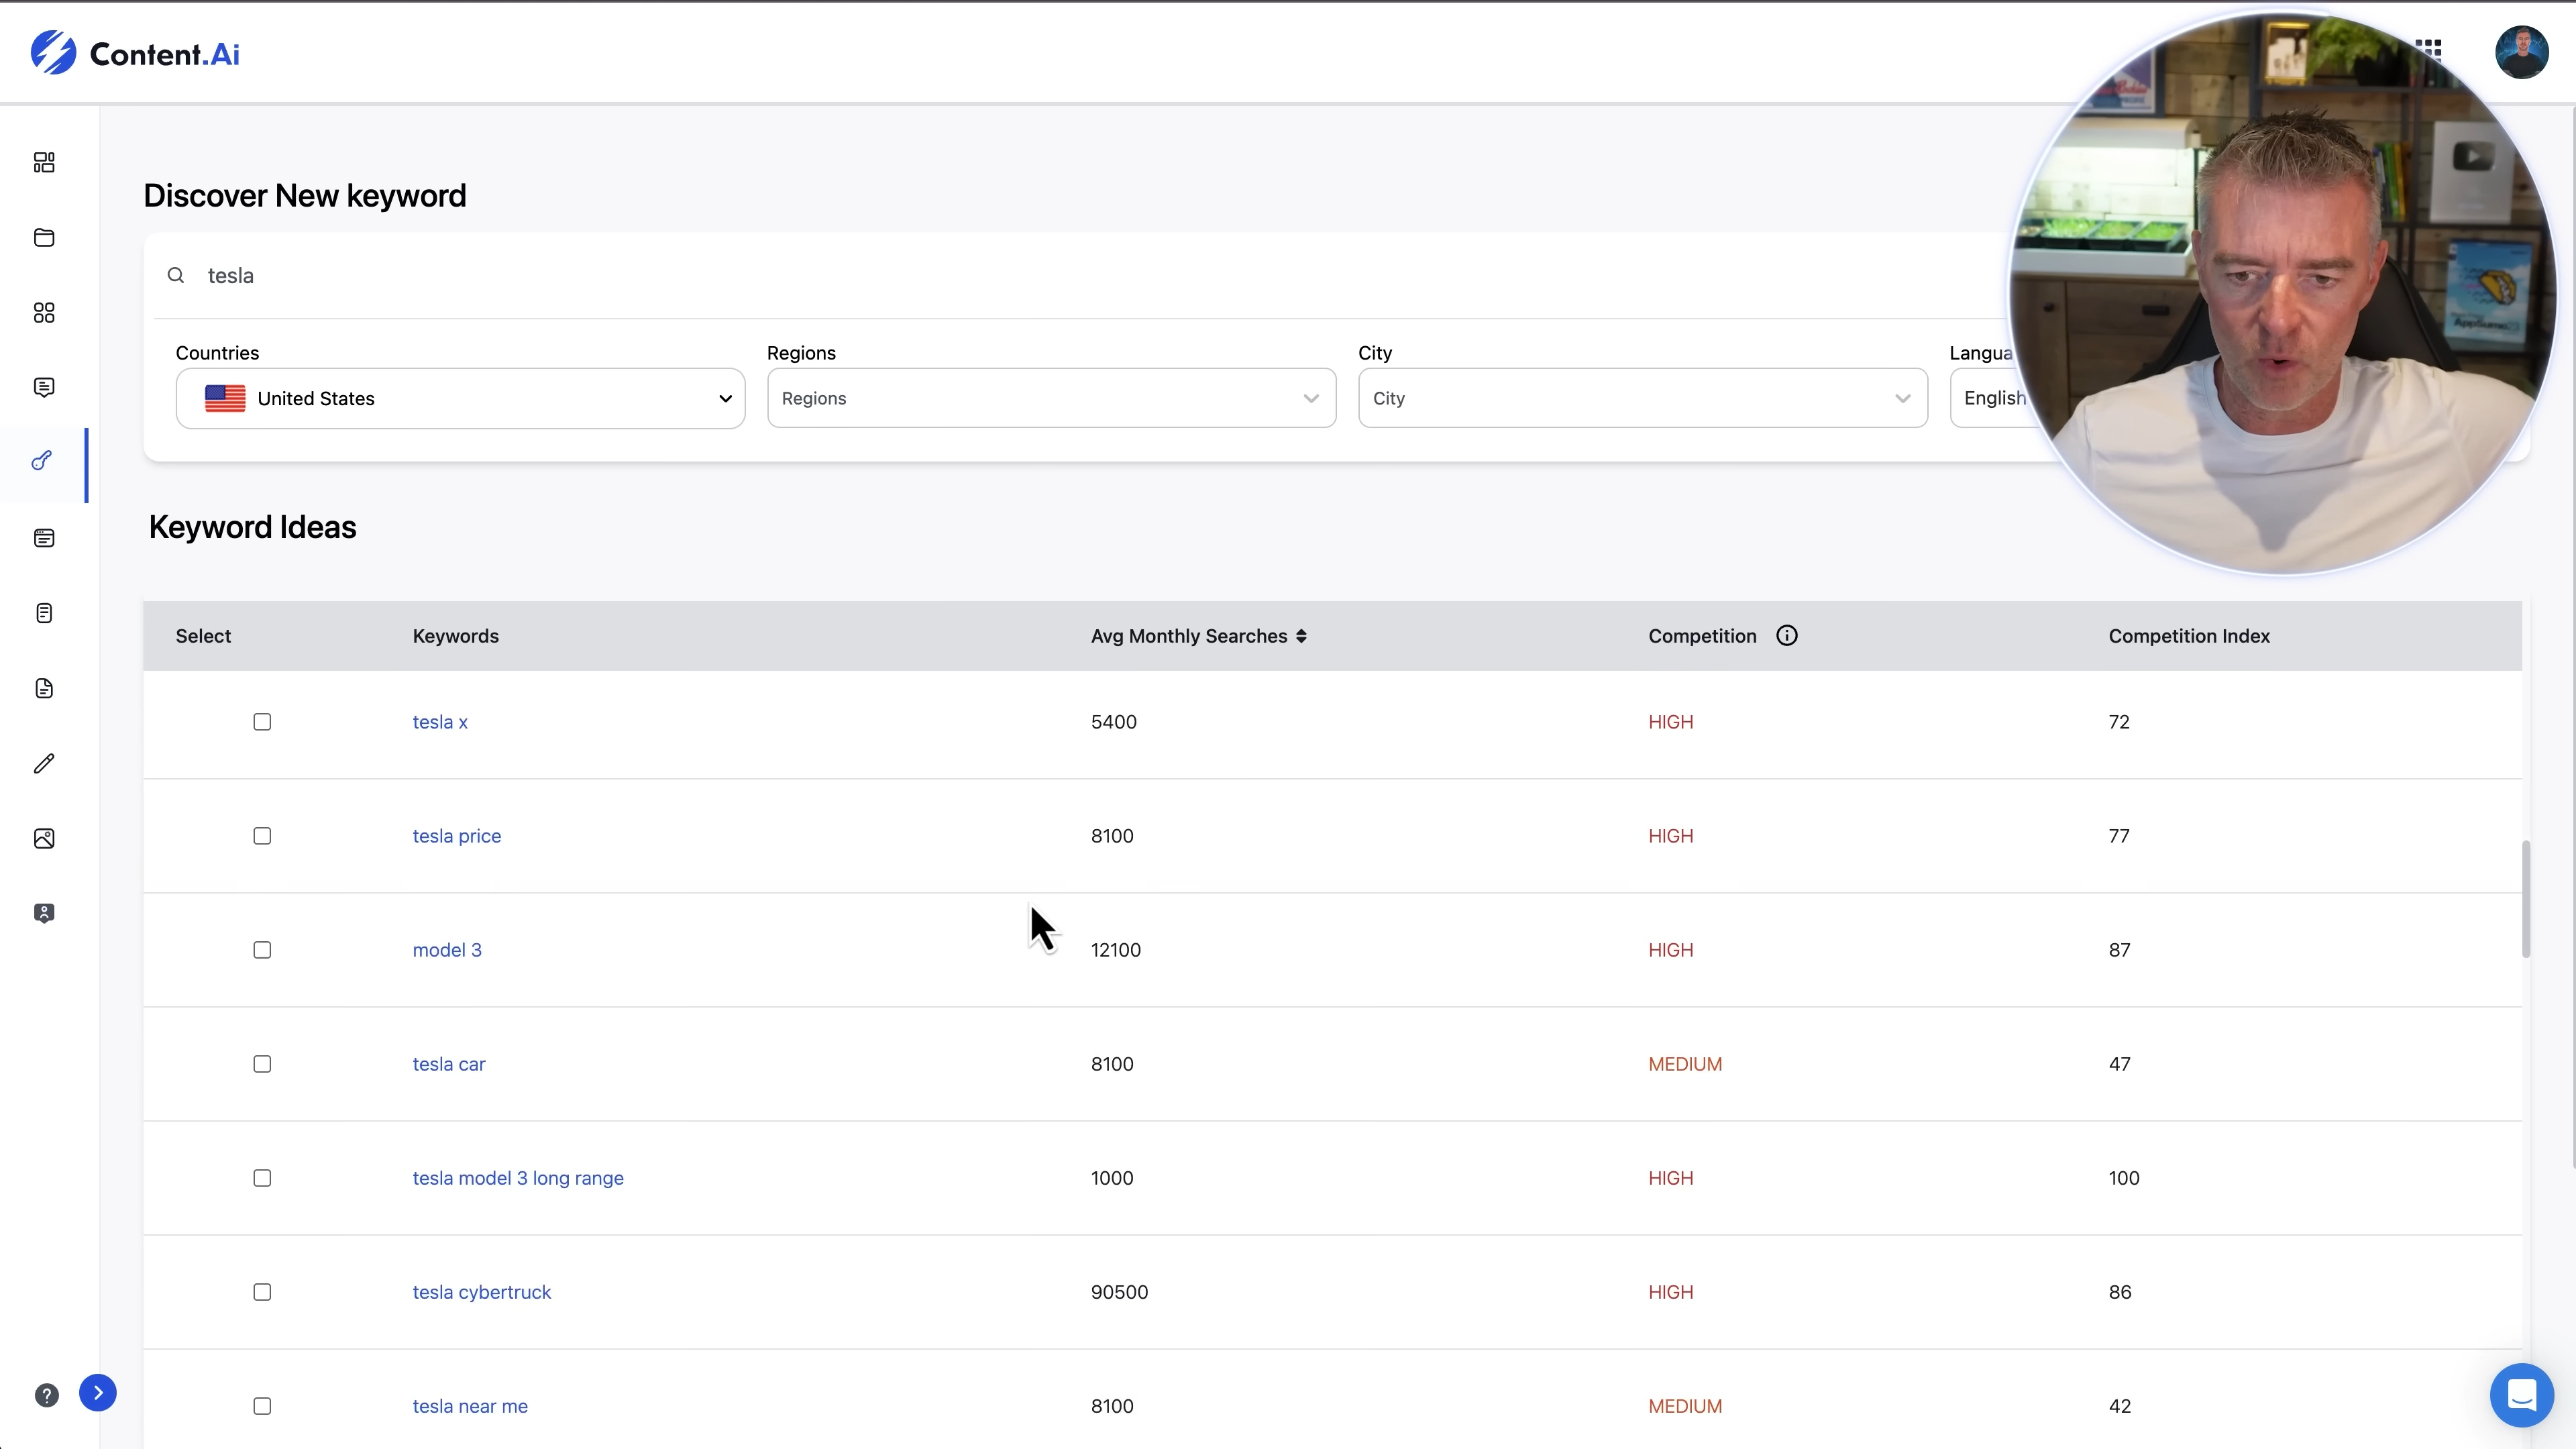 Content.Ai
Discover New keyword
tesla
Countries
Regions
City
Langua
United States
Regions
City
English
Keyword Ideas
Select
Keywords
Avg Monthly Searches
Competition
Competition Index
tesla x
5400
HIGH
72
tesla price
8100
HIGH
77
model 3
12100
HIGH
87
tesla car
8100
MEDIUM
47
tesla model 3 long range
1000
HIGH
100
tesla cybertruck
90500
HIGH
86
tesla near me
8100
MEDIUM
42
AppSumo